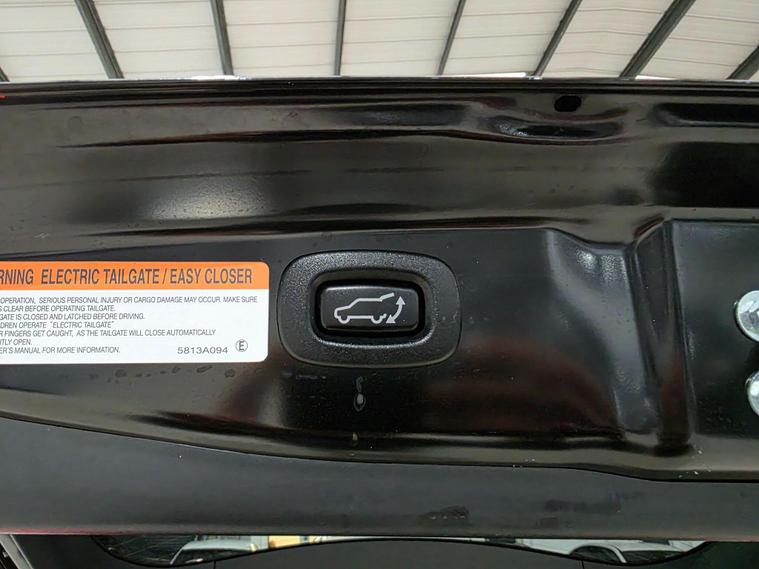 RNING ELECTRIC TAILGATE / EASY CLOSER
OPERATION, SERIOUS PERSONAL INJURY OR CARGO DAMAGE MAY OCCUR. MAKE SURE
S CLEAR BEFORE OPERATING TAILGATE.
GATE IS CLOSED AND LATCHED BEFORE DRIVING.
DREN OPERATE "ELECTRIC TAILGATE"
R FINGERS GET CAUGHT, AS THE TAILGATE WILL CLOSE AUTOMATICALLY
TLY OPEN.
ER'S MANUAL FOR MORE INFORMATION.
5813A094 E